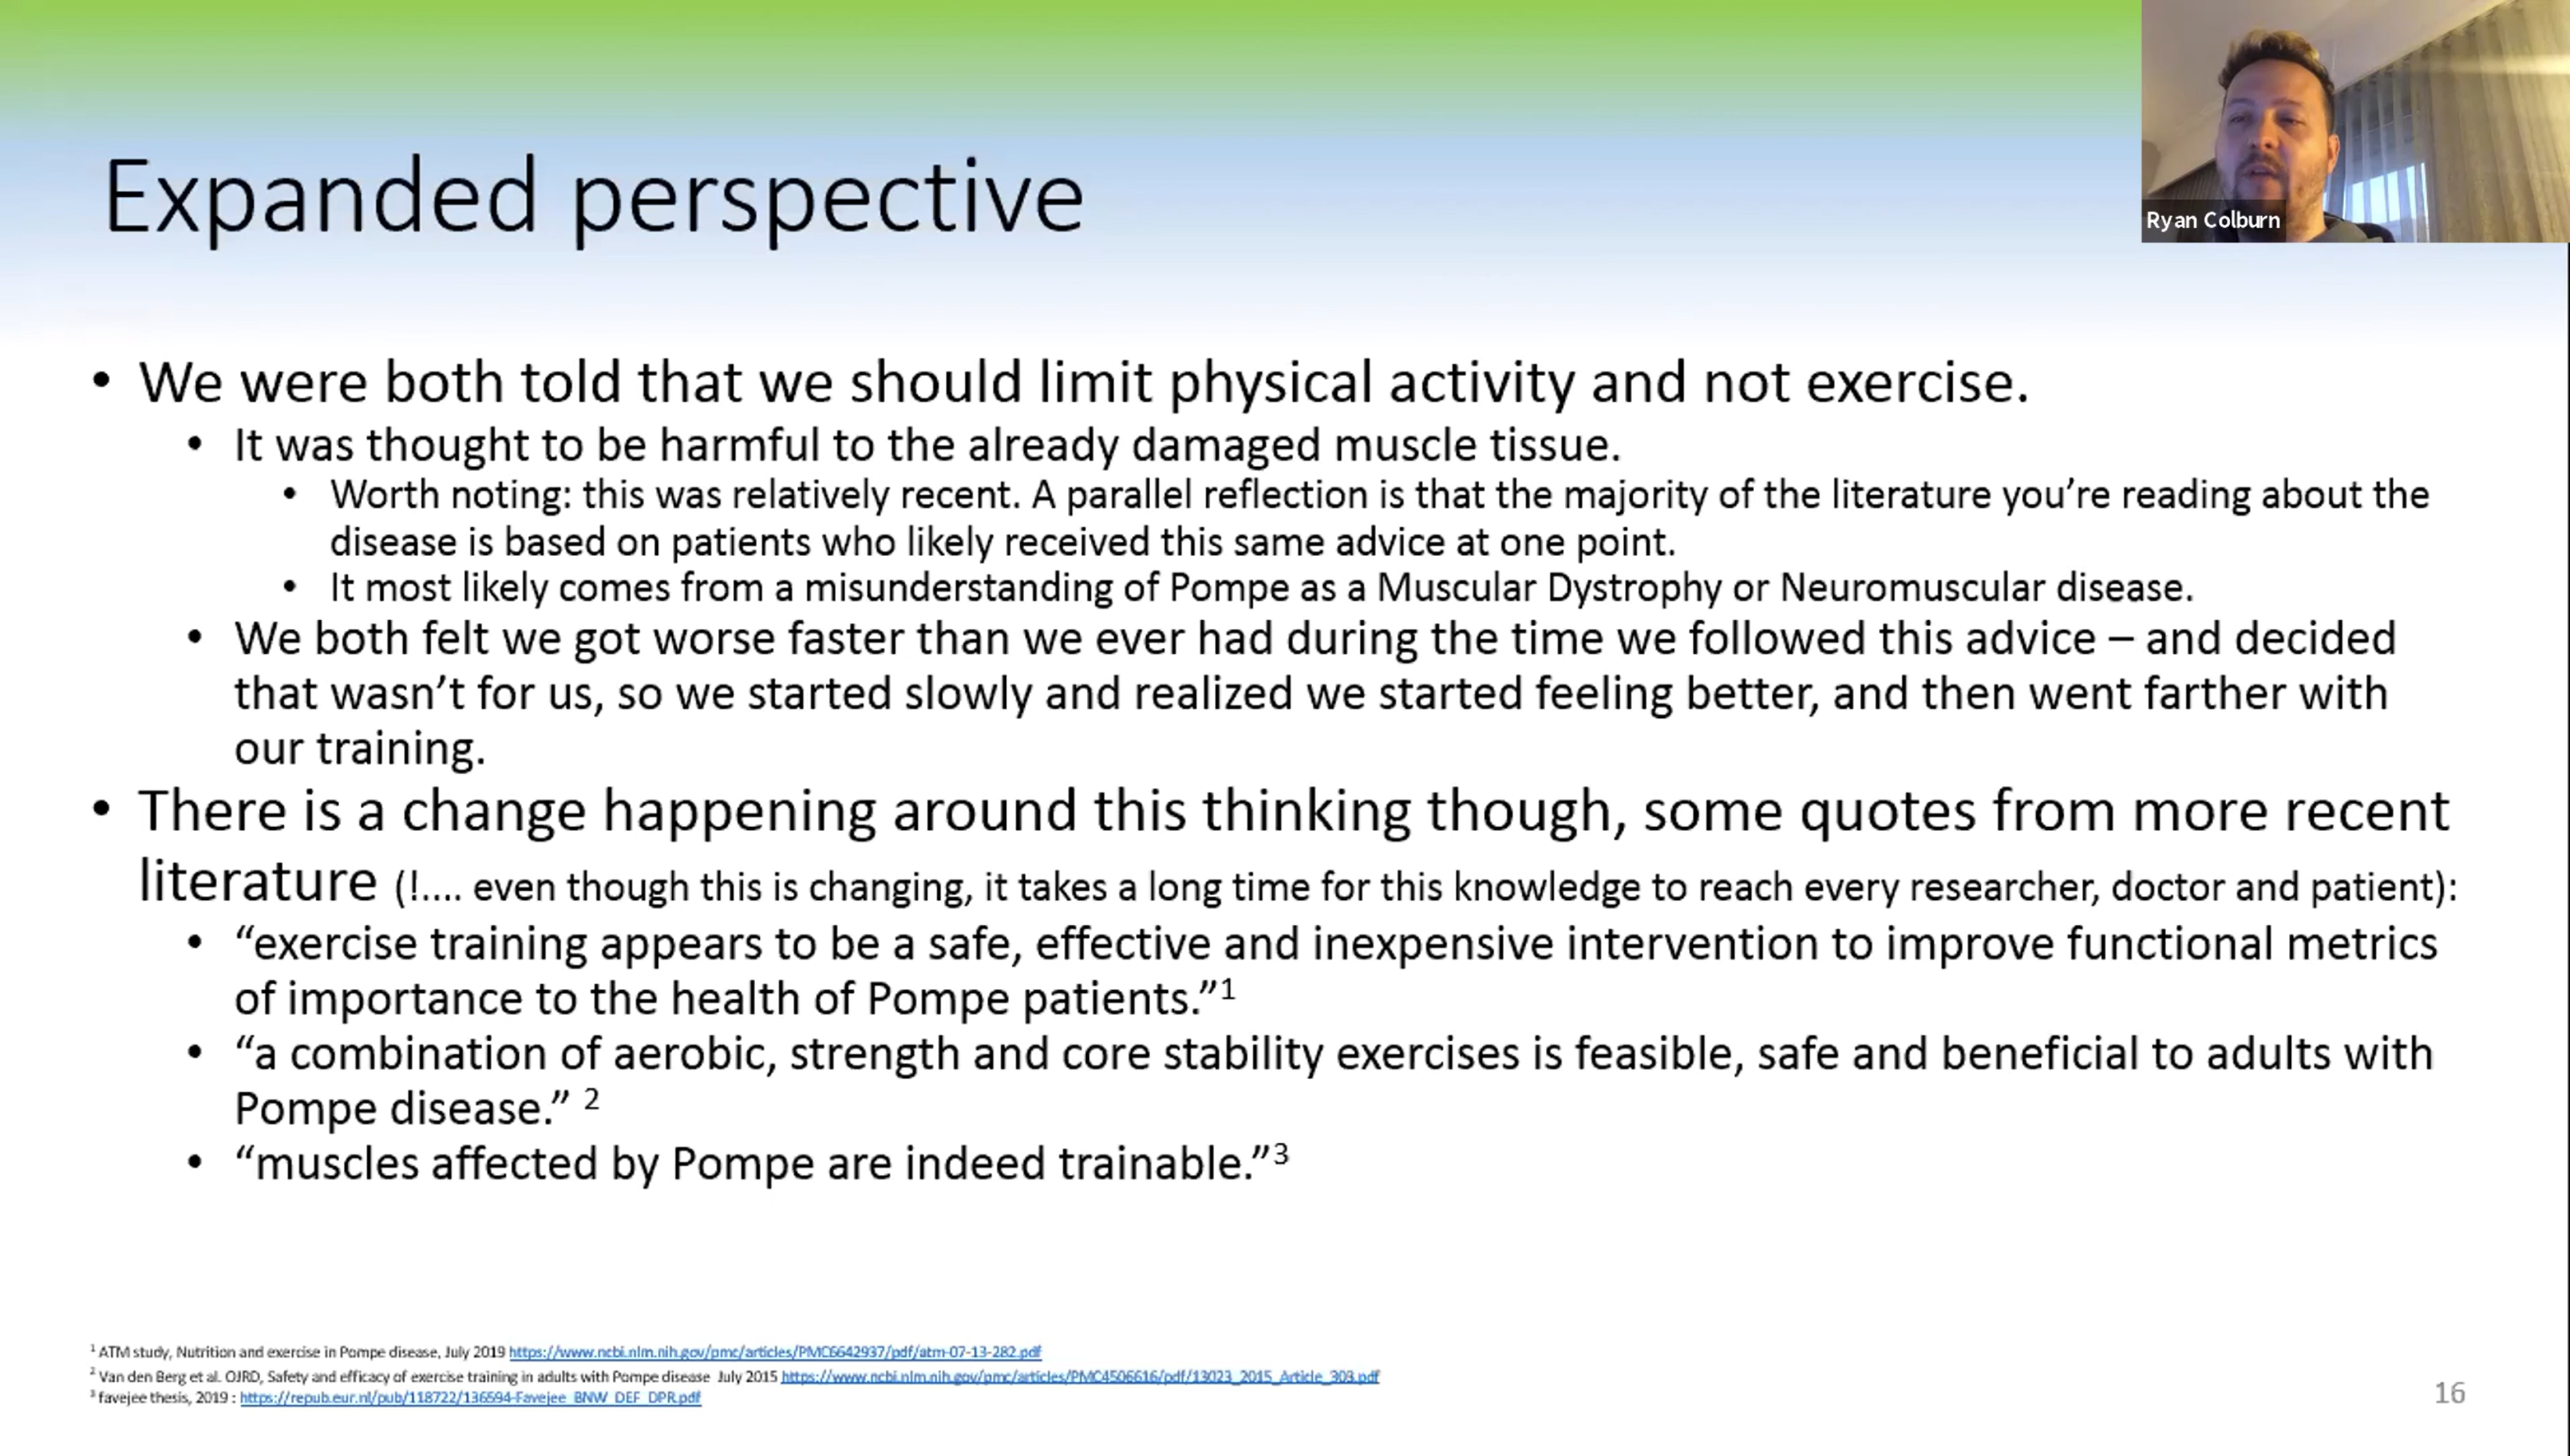 Expanded perspective
Ryan Colburn
• We were both told that we should limit physical activity and not exercise.
• It was thought to be harmful to the already damaged muscle tissue.
• Worth noting: this was relatively recent. A parallel reflection is that the majority of the literature you’re reading about the
disease is based on patients who likely received this same advice at one point.
• It most likely comes from a misunderstanding of Pompe as a Muscular Dystrophy or Neuromuscular disease.
• We both felt we got worse faster than we ever had during the time we followed this advice – and decided
that wasn’t for us, so we started slowly and realized we started feeling better, and then went farther with
our training.
• There is a change happening around this thinking though, some quotes from more recent
literature (!.... even though this is changing, it takes a long time for this knowledge to reach every researcher, doctor and patient):
• “exercise training appears to be a safe, effective and inexpensive intervention to improve functional metrics
of importance to the health of Pompe patients.”1
• “a combination of aerobic, strength and core stability exercises is feasible, safe and beneficial to adults with
Pompe disease.” 2
• “muscles affected by Pompe are indeed trainable.”3
1 ATM study, Nutrition and exercise in Pompe disease, July 2019 https://www.ncbi.nlm.nih.gov/pmc/articles/PMC6642937/pdf/atm-07-13-282.pdf
2 Van den Berg et al. OJRD, Safety and efficacy of exercise training in adults with Pompe disease July 2015 https://www.ncbi.nlm.nih.gov/pmc/articles/PMC4506616/pdf/13023_2015_Article_303.pdf
3 favejee thesis, 2019 : https://repub.eur.nl/pub/118722/136594-Favejee_BNW_DEF_DPR.pdf
16